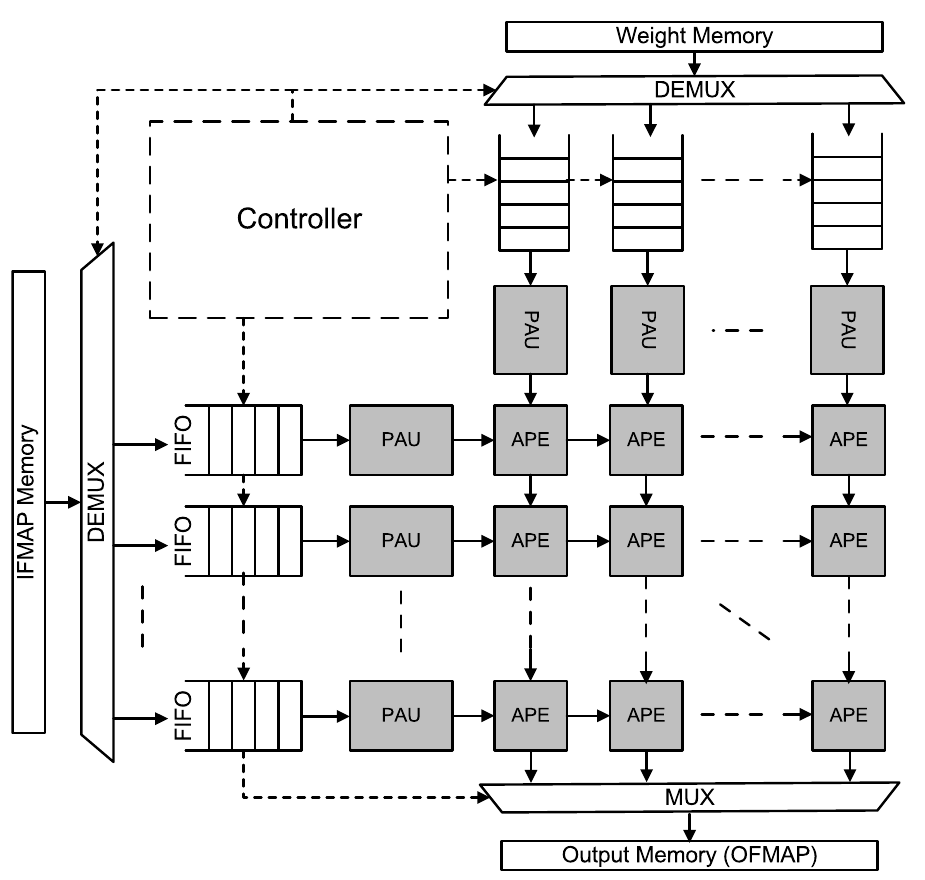 Weight Memory
DEMUX
Controller
PAU PAU PAU
IFMAP Memory
DEMUX
FIFO PAU APE APE APE
FIFO PAU APE APE APE
FIFO PAU APE APE APE
MUX
Output Memory (OFMAP)